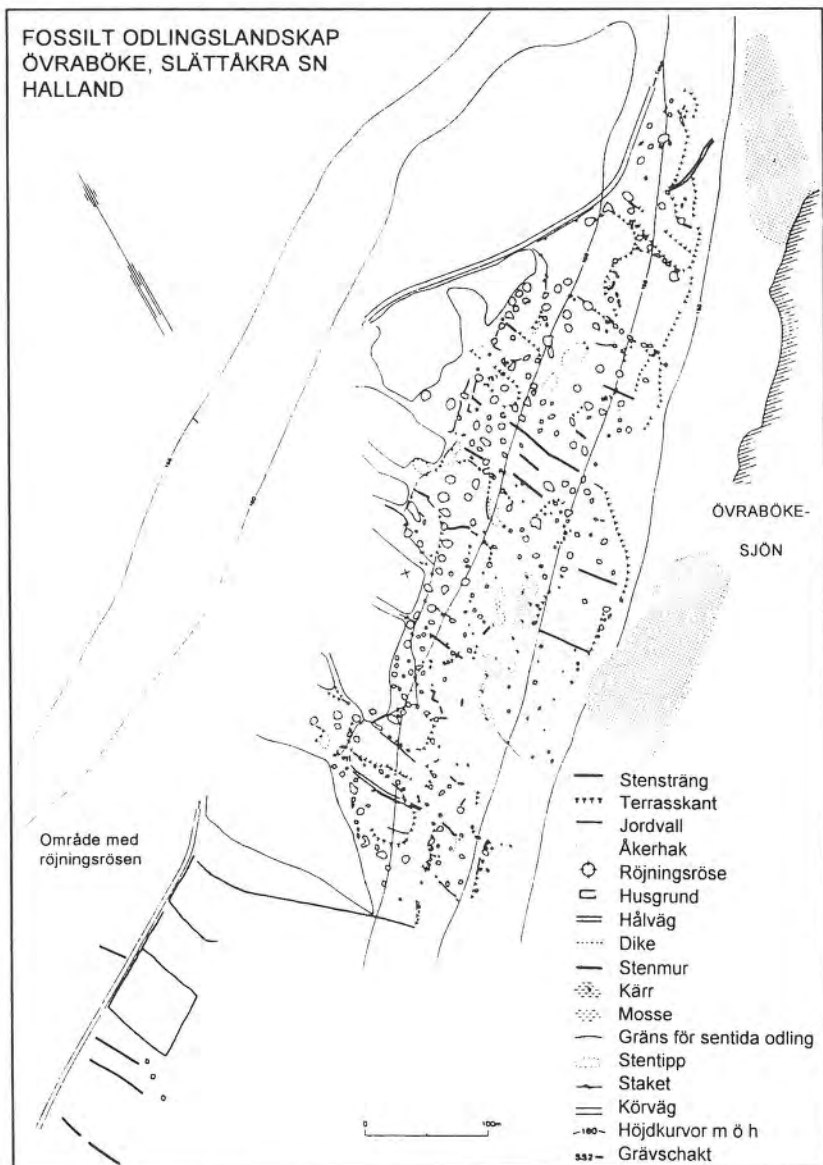 FOSSILT ODLINGSLANDSKAP
ÖVRABÖKE, SLÄTTÅKRA SN
HALLAND
ÖVRABÖKE-
SJÖN
Område med
röjningsrösen
Stensträng
Terrasskant
Jordvall
Åkerhak
Röjningsröse
Husgrund
Hålväg
Dike
Stenmur
Kärr
Mosse
Gräns för sentida odling
Stentipp
Staket
Körväg
180 Höjdkurvor m ö h
Grävschakt
0 100m